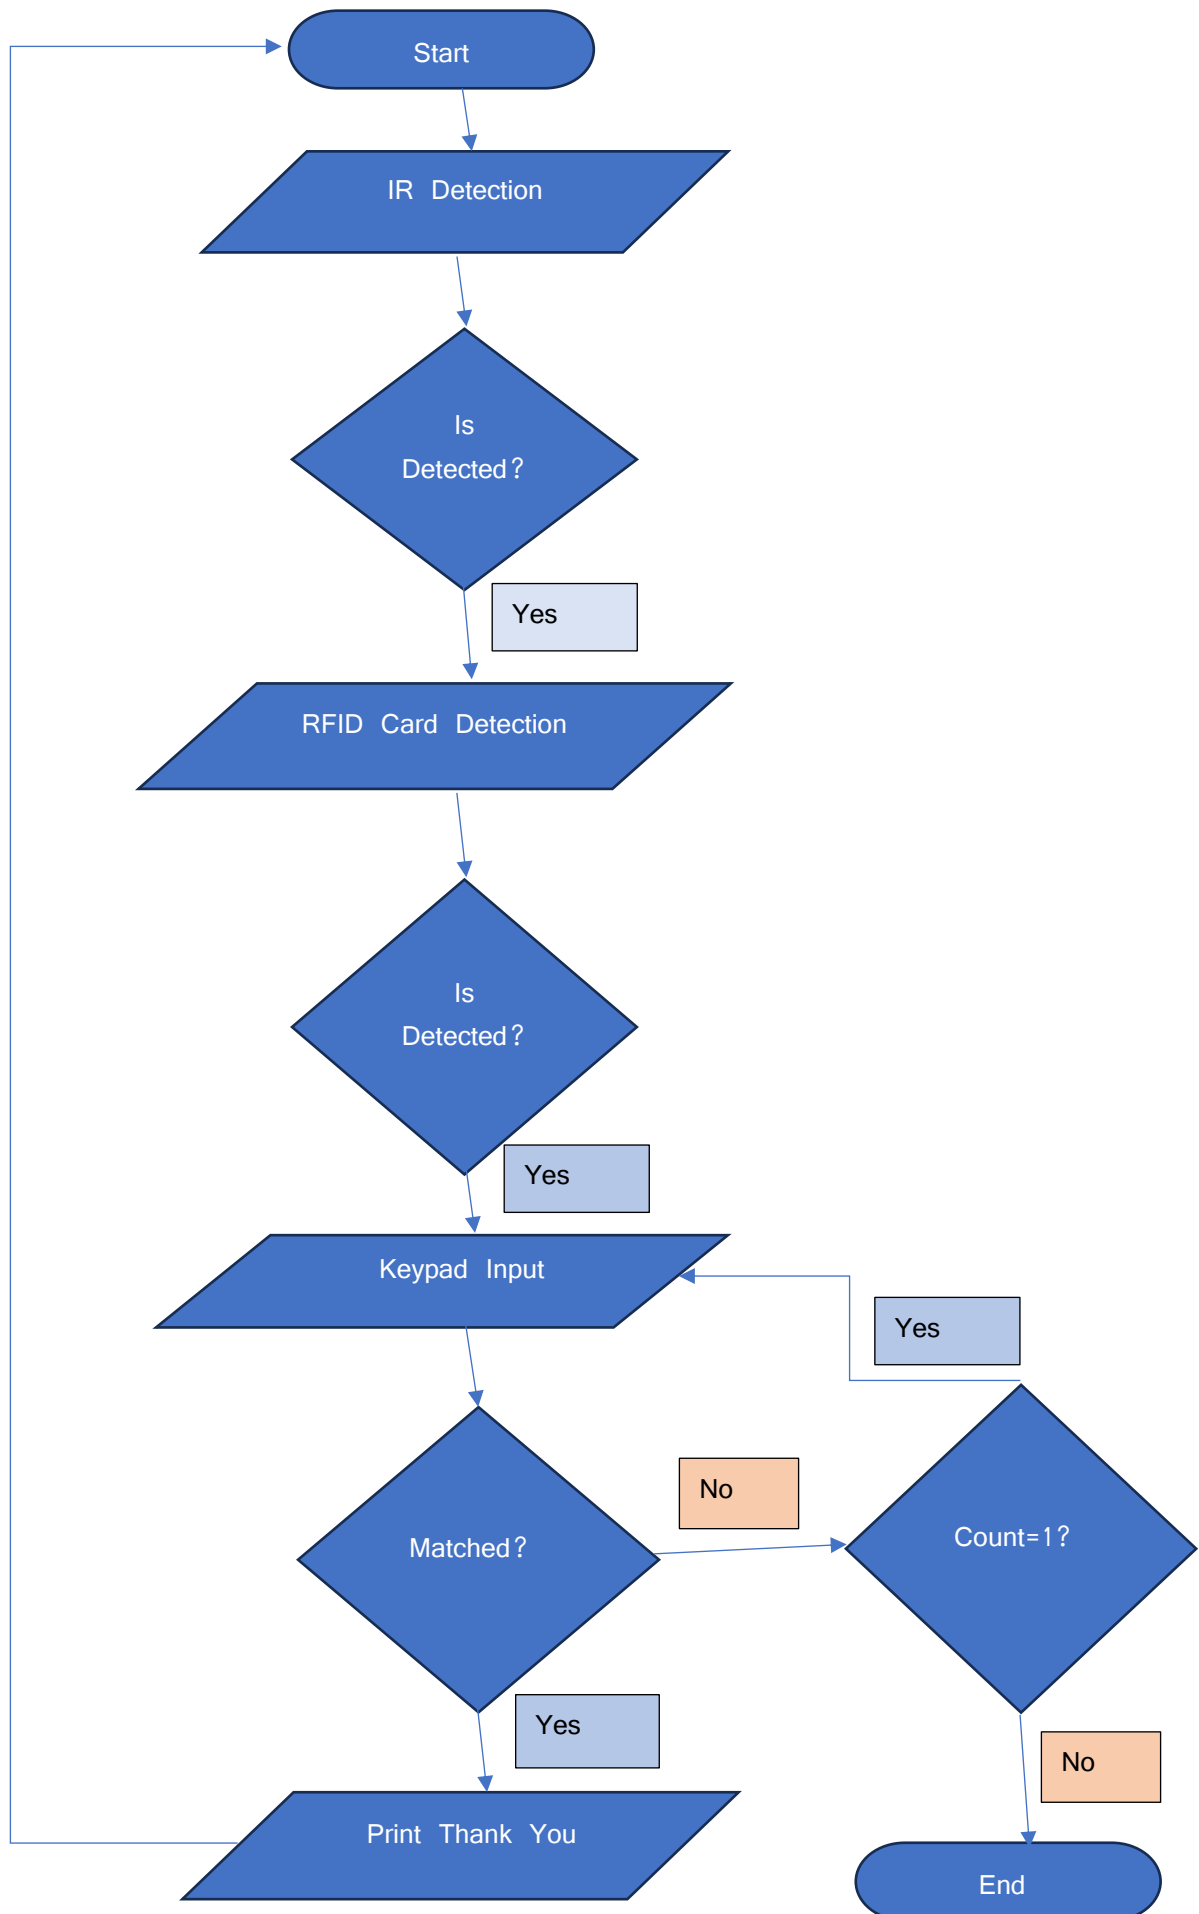 Start
IR Detection
Is
Detected?
Yes
RFID Card Detection
Is
Detected?
Yes
Keypad Input
Yes
No
Matched?
Count=1?
Yes
No
Print Thank You
End